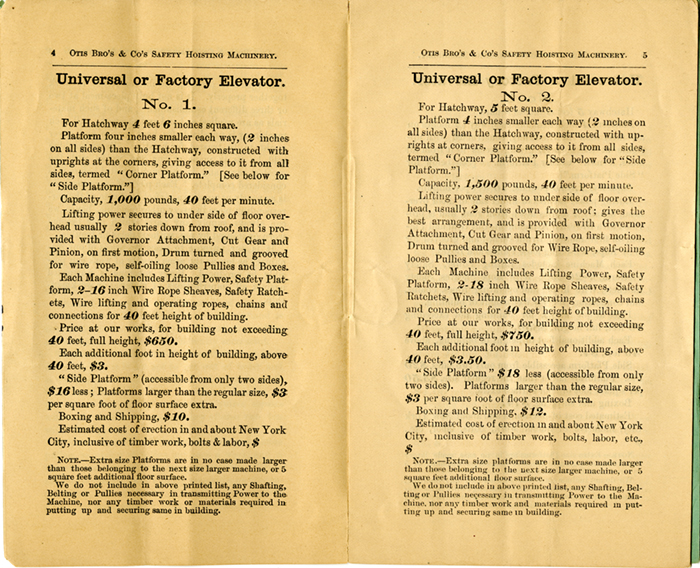 4 Otis Bro's & Co's Safety Hoisting Machinery.
Universal or Factory Elevator.
No. 1.
For Hatchway 4 feet 6 inches square.
Platform four inches smaller each way, (2 inches
on all sides) than the Hatchway, constructed with
uprights at the corners, giving access to it from all
sides, termed "Corner Platform." [See below for
"Side Platform."]
Capacity, 1,000 pounds, 40 feet per minute.
Lifting power secures to under side of floor over-
head usually 2 stories down from roof, and is pro-
vided with Governor Attachment, Cut Gear and
Pinion, on first motion, Drum turned and grooved
for wire rope, self-oiling loose Pullies and Boxes.
Each Machine includes Lifting Power, Safety Plat-
form, 2-16 inch Wire Rope Sheaves, Safety Ratch-
ets, Wire lifting and operating ropes, chains and
connections for 40 feet height of building.
Price at our works, for building not exceeding
40 feet, full height, $650.
Each additional foot in height of building, above
40 feet, $3.
"Side Platform" (accessible from only two sides),
$16 less; Platforms larger than the regular size, $3
per square foot of floor surface extra.
Boxing and Shipping, $10.
Estimated cost of erection in and about New York
City, inclusive of timber work, bolts & labor, $
Note.—Extra size Platforms are in no case made larger
than those belonging to the next size larger machine, or 5
square feet additional floor surface.
We do not include in above printed list, any Shafting,
Belting or Pullies necessary in transmitting Power to the
Machine, nor any timber work or materials required in
putting up and securing same in building.
Otis Bro's & Co's Safety Hoisting Machinery. 5
Universal or Factory Elevator.
No. 2.
For Hatchway, 5 feet square.
Platform 4 inches smaller each way (2 inches on
all sides) than the Hatchway, constructed with up-
rights at corners, giving access to it from all sides,
termed "Corner Platform." [See below for "Side
Platform."]
Capacity, 1,500 pounds, 40 feet per minute.
Lifting power secures to under side of floor over-
head, usually 2 stories down from roof; gives the
best arrangement, and is provided with Governor
Attachment, Cut Gear and Pinion, on first motion,
Drum turned and grooved for Wire Rope, self-oiling
loose Pullies and Boxes.
Each Machine includes Lifting Power, Safety
Platform, 2-18 inch Wire Rope Sheaves, Safety
Ratchets, Wire lifting and operating ropes, chains
and connections for 40 feet height of building.
Price at our works, for building not exceeding
40 feet, full height, $750.
Each additional foot in height of building, above
40 feet, $3.50.
"Side Platform" $18 less (accessible from only
two sides). Platforms larger than the regular size,
$3 per square foot of floor surface extra.
Boxing and Shipping, $12.
Estimated cost of erection in and about New York
City, inclusive of timber work, bolts, labor, etc.,
$
Note.—Extra size platforms are in no case made larger
than those belonging to the next size larger machine, or 5
square feet additional floor surface.
We do not include in above printed list, any Shafting, Bel-
ting or Pullies necessary in transmitting Power to the Ma-
chine, nor any timber work and materials required in put-
ting up and securing same in building.